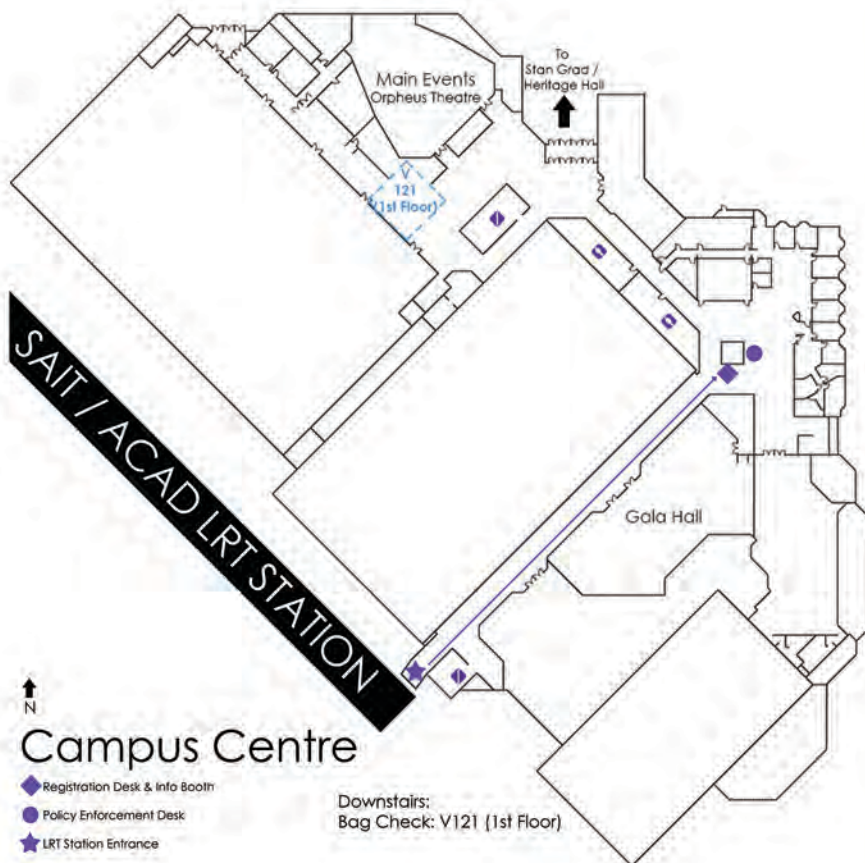 To
Stan Grad /
Heritage Hall
Main Events
Orpheus Theatre
V
121
(1st Floor)
SAIT / ACAD LRT STATION
Gala Hall
N
Campus Centre
Registration Desk & Info Booth
Policy Enforcement Desk
LRT Station Entrance
Downstairs:
Bag Check: V121 (1st Floor)